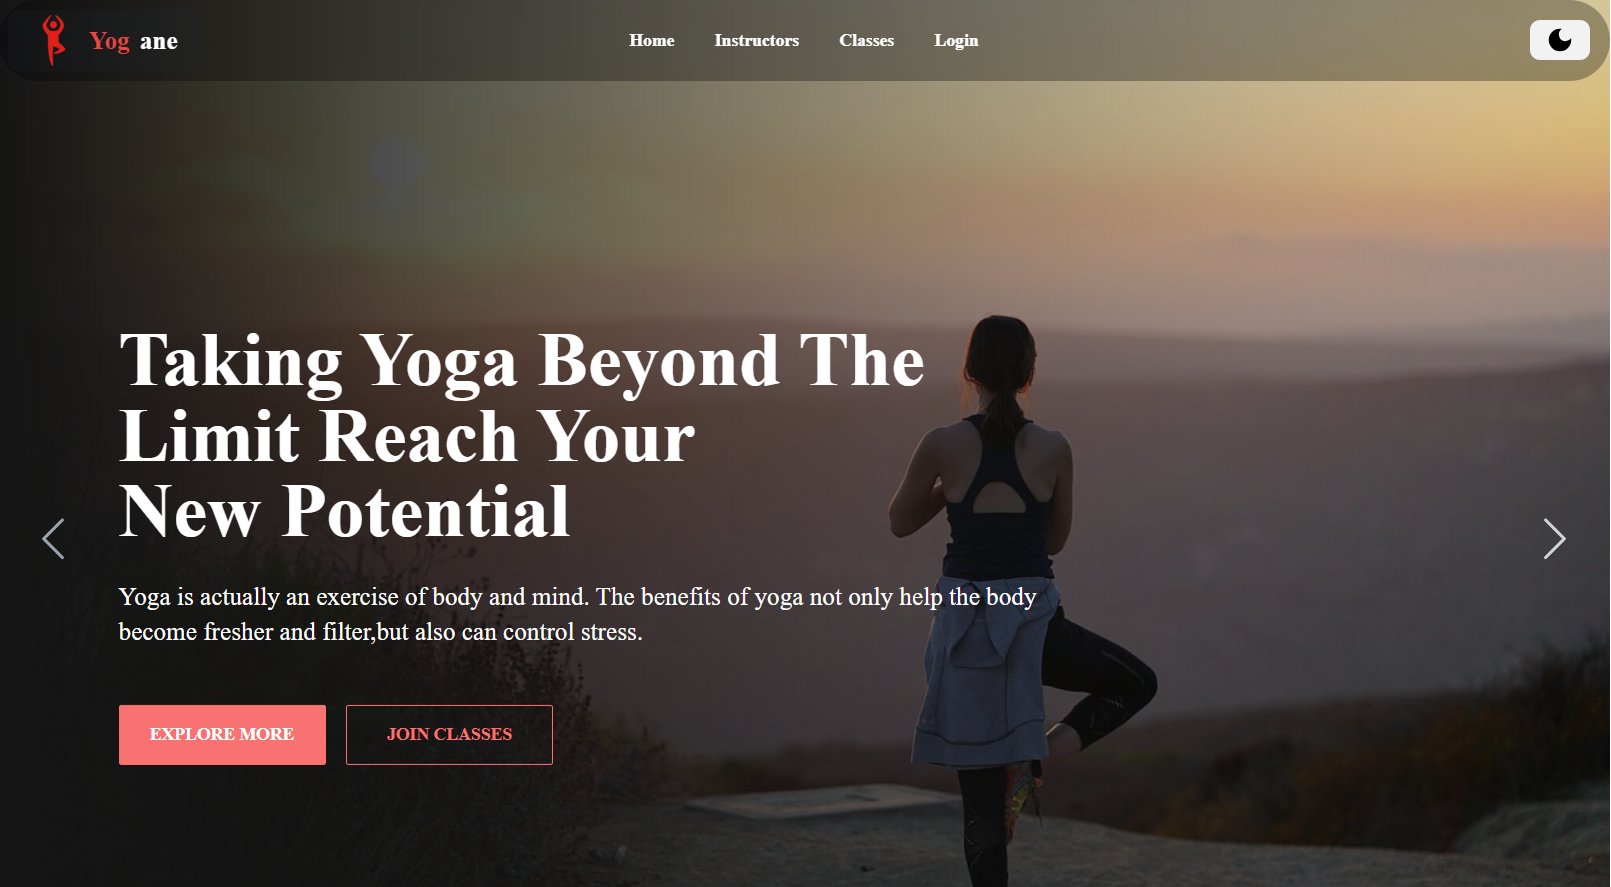 Yog ane
Home Instructors Classes Login
Taking Yoga Beyond The
Limit Reach Your
New Potential
Yoga is actually an exercise of body and mind. The benefits of yoga not only help the body
become fresher and filter,but also can control stress.
EXPLORE MORE JOIN CLASSES